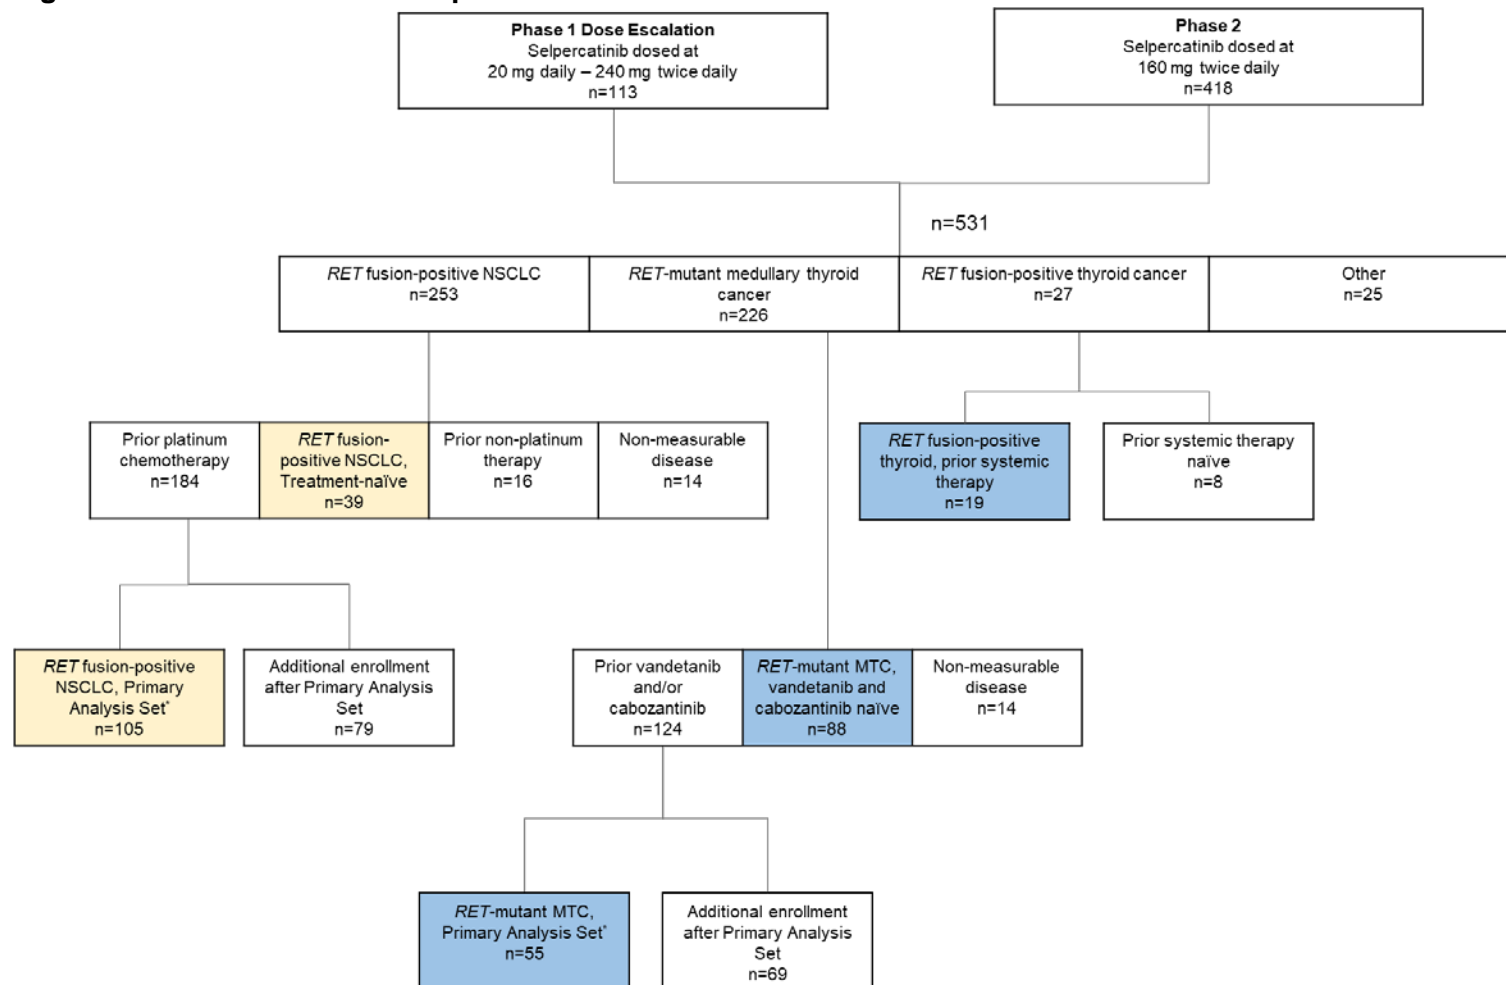 Phase 1 Dose Escalation
Selpercatinib dosed at
20 mg daily – 240 mg twice daily
n=113
Phase 2
Selpercatinib dosed at
160 mg twice daily
n=418
n=531
RET fusion-positive NSCLC
n=253
RET-mutant medullary thyroid
cancer
n=226
RET fusion-positive thyroid cancer
n=27
Other
n=25
Prior platinum
chemotherapy
n=184
RET fusion-
positive NSCLC,
Treatment-naïve
n=39
Prior non-platinum
therapy
n=16
Non-measurable
disease
n=14
RET fusion-positive
thyroid, prior systemic
therapy
n=19
Prior systemic therapy
naïve
n=8
RET fusion-positive
NSCLC, Primary
Analysis Set*
n=105
Additional enrollment
after Primary Analysis
Set
n=79
Prior vandetanib
and/or
cabozantinib
n=124
RET-mutant MTC,
vandetanib and
cabozantinib naïve
n=88
Non-measurable
disease
n=14
RET-mutant MTC,
Primary Analysis Set*
n=55
Additional enrollment
after Primary Analysis
Set
n=69